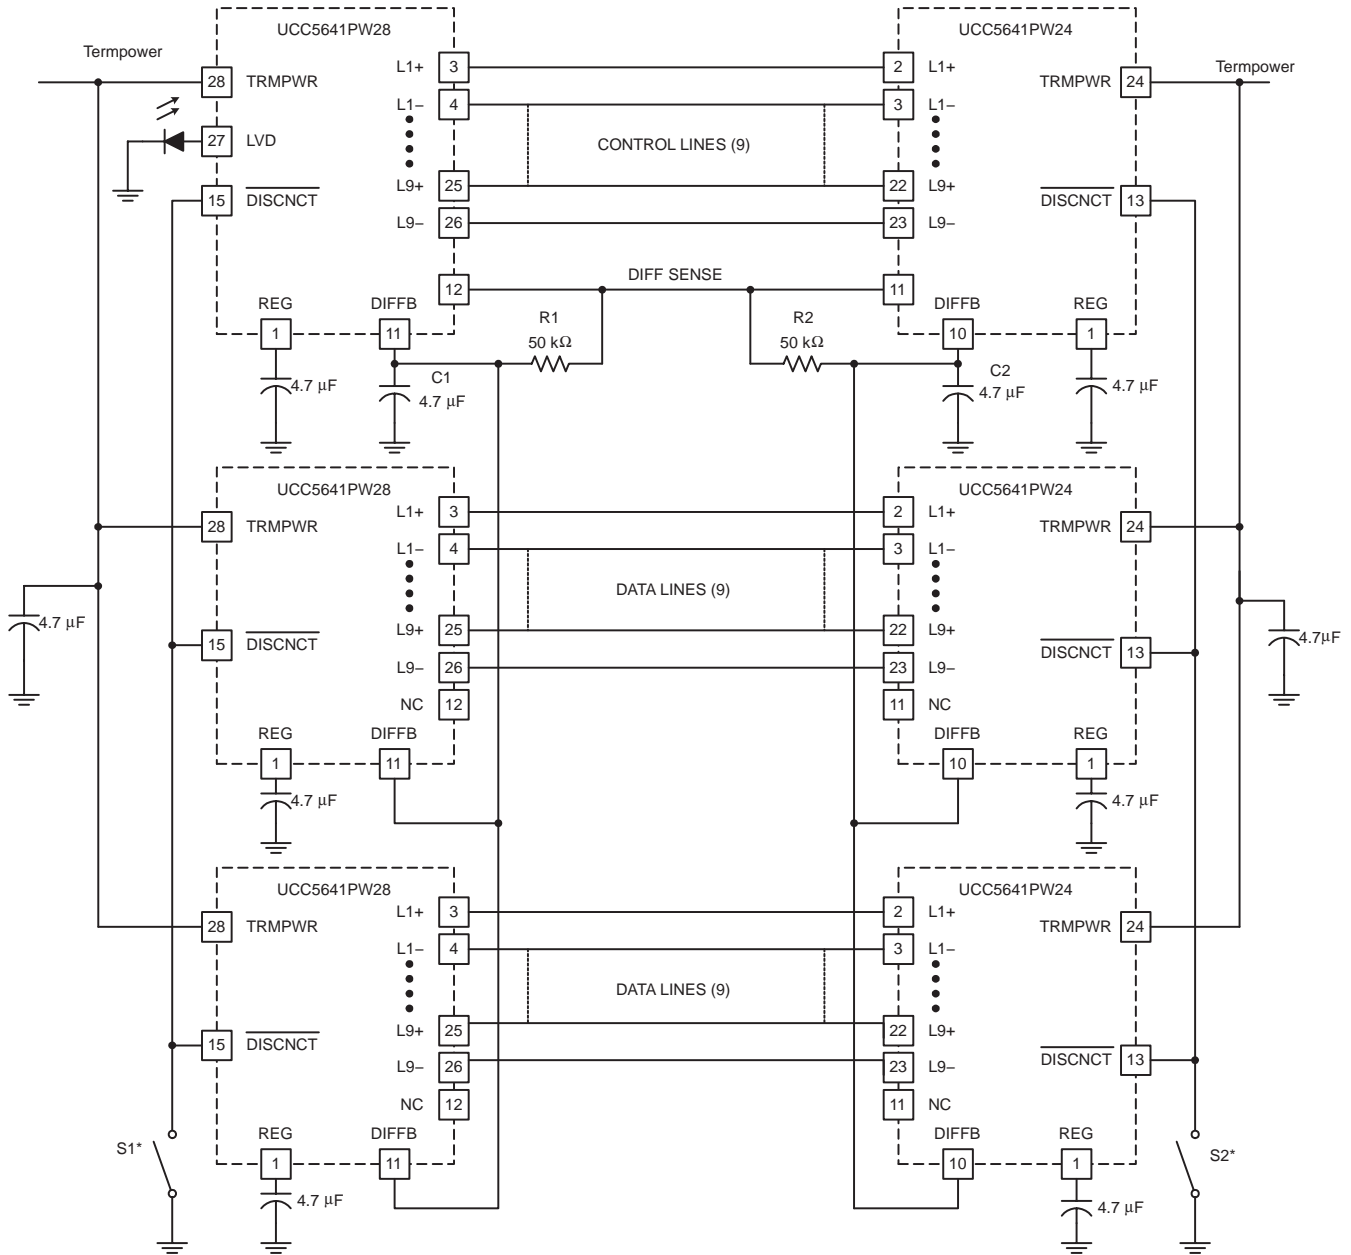 UCC5641PW28
UCC5641PW24
Termpower
Termpower
28
TRMPWR
L1+
3
2
L1+
TRMPWR
24
L1–
4
3
L1–
27
LVD
CONTROL LINES (9)
15
DISCNCT
L9+
25
22
L9+
DISCNCT
13
L9–
26
23
L9–
12
DIFF SENSE
11
REG
DIFFB
DIFFB
REG
1
11
R1
50 kΩ
R2
50 kΩ
10
1
4.7 µF
C1
4.7 µF
C2
4.7 µF
4.7 µF
UCC5641PW28
UCC5641PW24
28
TRMPWR
L1+
3
2
L1+
TRMPWR
24
L1–
4
3
L1–
DATA LINES (9)
4.7 µF
15
DISCNCT
L9+
25
22
L9+
DISCNCT
13
4.7µF
L9–
26
23
L9–
NC
12
11
NC
REG
DIFFB
DIFFB
REG
1
11
10
1
4.7 µF
4.7 µF
UCC5641PW28
UCC5641PW24
28
TRMPWR
L1+
3
2
L1+
TRMPWR
24
L1–
4
3
L1–
DATA LINES (9)
15
DISCNCT
L9+
25
22
L9+
DISCNCT
13
L9–
26
23
L9–
NC
12
11
NC
S1*
REG
DIFFB
DIFFB
REG
S2*
1
11
10
1
4.7 µF
4.7 µF